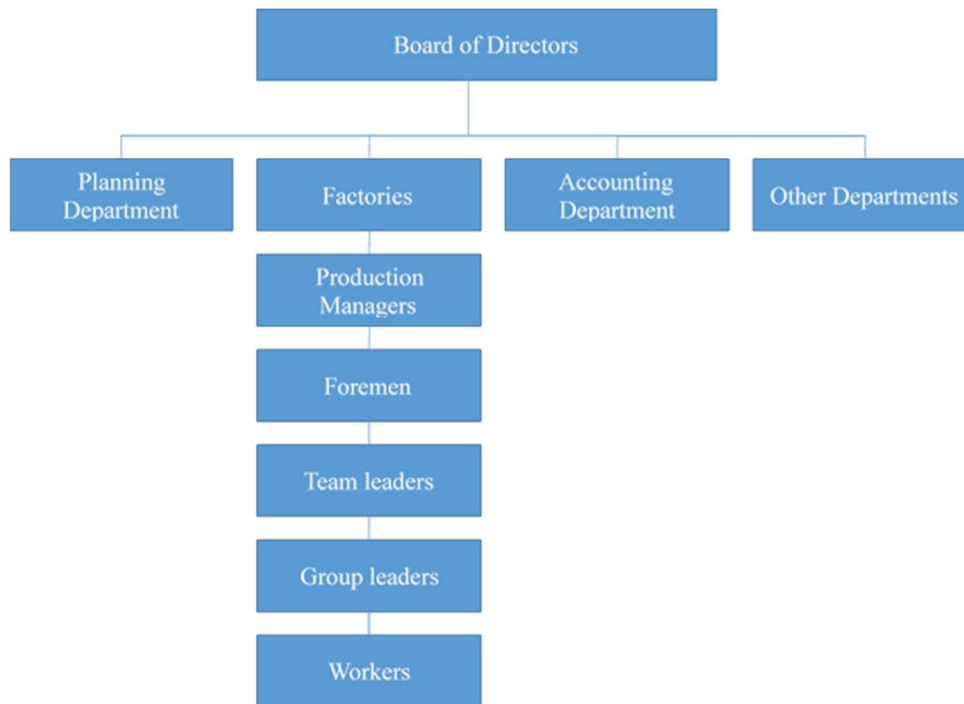 Board of Directors
Planning
Department
Factories
Accounting
Department
Other Departments
Production
Managers
Foremen
Team leaders
Group leaders
Workers